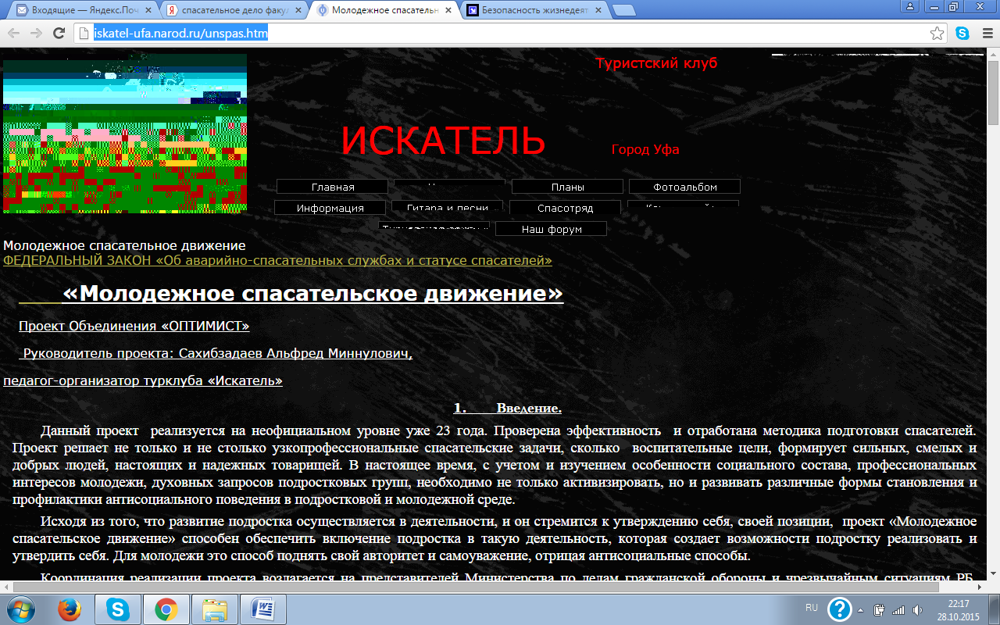 Входящие — Яндекс.Поч
спасательное дело факул
Молодежное спасательн
Безопасность жизнедеят
iskatel-ufa.narod.ru/unspas.htm
Туристский клуб
ИСКАТЕЛЬ
Город Уфа
Главная
Планы
Фотоальбом
Информация
Гитара и песни
Спасотряд
Наш форум
Молодежное спасательное движение
ФЕДЕРАЛЬНЫЙ ЗАКОН «Об аварийно-спасательных службах и статусе спасателей»
«Молодежное спасательское движение»
Проект Объединения «ОПТИМИСТ»
Руководитель проекта: Сахибзадаев Альфред Миннулович,
педагог-организатор турклуба «Искатель»
1. Введение.
Данный проект реализуется на неофициальном уровне уже 23 года. Проверена эффективность и отработана методика подготовки спасателей.
Проект решает не только и не столько узкопрофессиональные спасательские задачи, сколько воспитательные цели, формирует сильных, смелых и
добрых людей, настоящих и надежных товарищей. В настоящее время, с учетом и изучением особенности социального состава, профессиональных
интересов молодежи, духовных запросов подростковых групп, необходимо не только активизировать, но и развивать различные формы становления и
профилактики антисоциального поведения в подростковой и молодежной среде.
Исходя из того, что развитие подростка осуществляется в деятельности, и он стремится к утверждению себя, своей позиции, проект «Молодежное
спасательское движение» способен обеспечить включение подростка в такую деятельность, которая создает возможности подростку реализовать и
утвердить себя. Для молодежи это способ поднять свой авторитет и самоуважение, отрицая антисоциальные способы.
Координация реализации проекта возлагается на представителей Министерства по делам гражданской обороны и чрезвычайным ситуациям РБ,
RU
22:17
28.10.2015